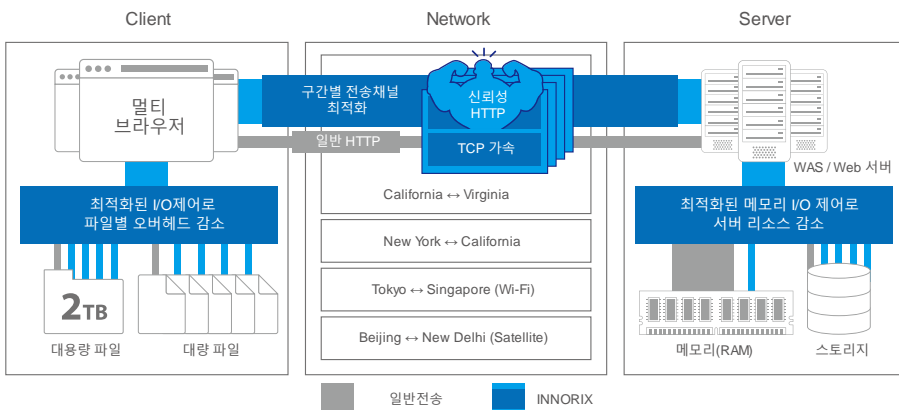 Client
Network
Server
멀티
브라우저
구간별 전송채널
최적화
일반 HTTP
신뢰성
HTTP
TCP 가속
WAS / Web 서버
최적화된 I/O제어로
파일별 오버헤드 감소
2TB
대용량 파일
대량 파일
California ↔ Virginia
New York ↔ California
Tokyo ↔ Singapore (Wi-Fi)
Beijing ↔ New Delhi (Satellite)
최적화된 메모리 I/O 제어로
서버 리소스 감소
메모리(RAM)
스토리지
일반전송
INNORIX